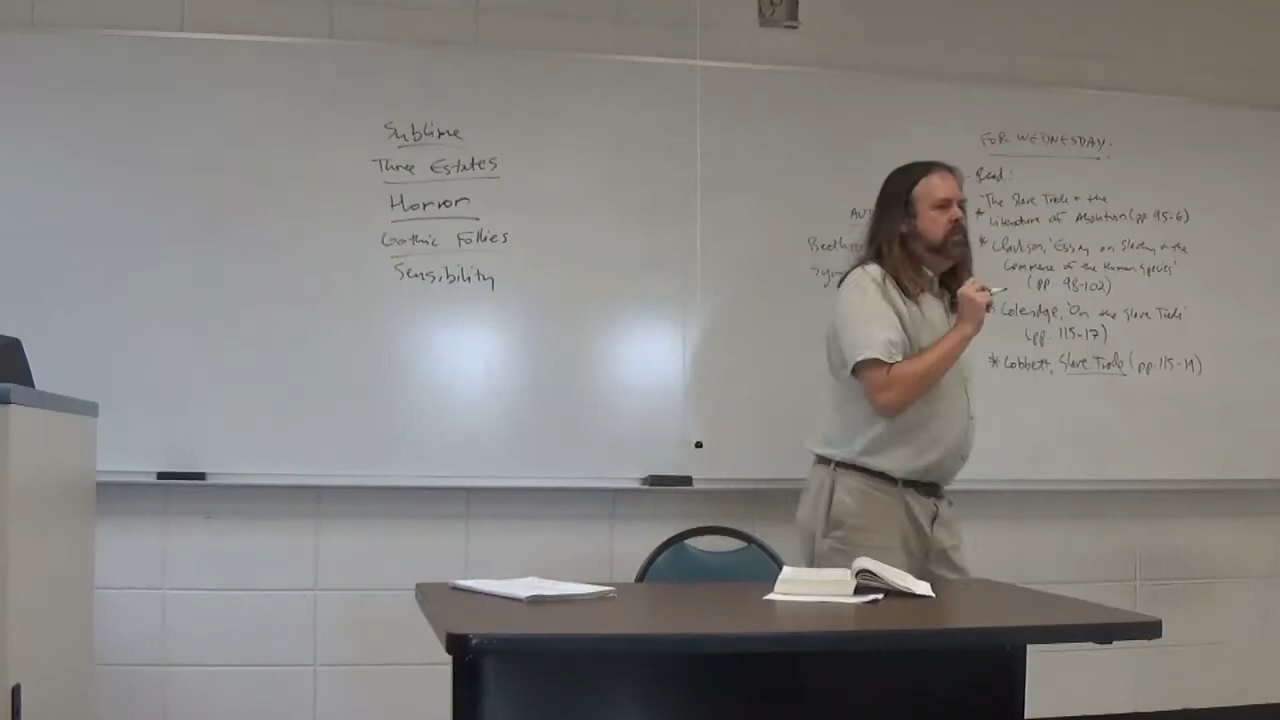 Sublime
Three Estates
Horror
Gothic Follies
Sensibility
FOR WEDNESDAY:
- Read:
* "The Slave Trade & the
Literature of Abolition (pp. 95-6)
* Clarkson, 'Essay on Slavery & the
Commerce of the Human Species'
(pp. 98-102)
* Coleridge, 'On the Slave Trade'
(pp. 115-17)
* Cobbett, Slave Trade (pp.